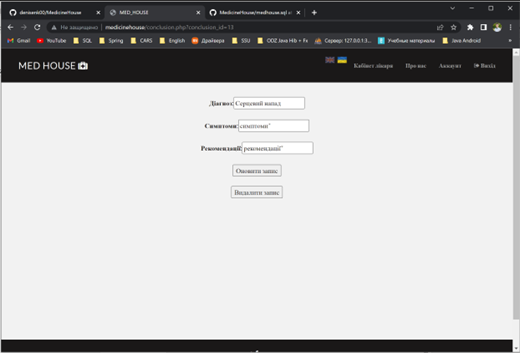 denisenk00/MedicineHouse
MED_HOUSE
MedicineHouse/medhouse.sql
Не защищено | medicinehouse/conclusion.php?conclusion_id=13
Gmail YouTube SQL Spring CARS English Драйвера SSU OOZ Java Hib + Fx Сервер: 127.0.0.1:3... Учебные материалы Java Android
MED HOUSE Кабінет лікаря Про нас Аккаунт Вихід
Діагноз: Серцевий напад
Симптоми: симптоми"
Рекомендації: рекомендації"
Оновити запис
Видалити запис